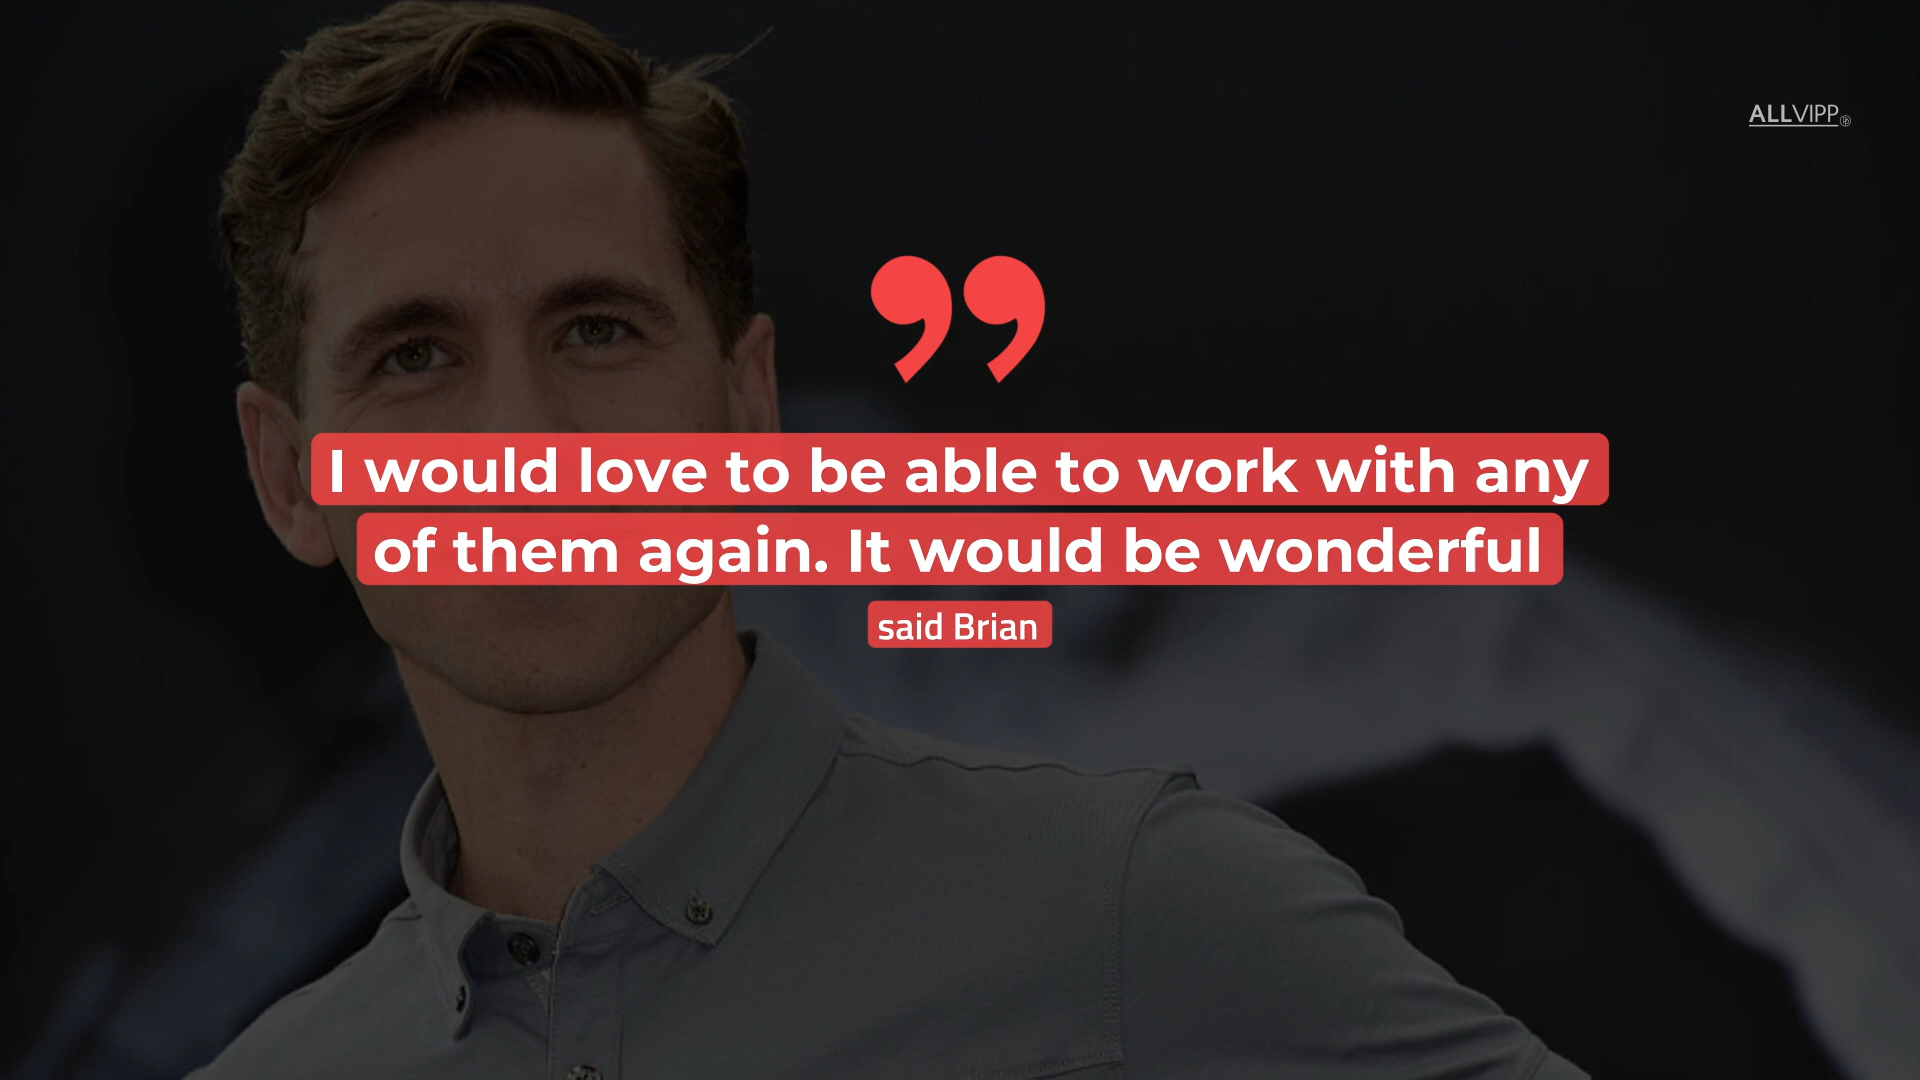 ALLVIPP
”
I would love to be able to work with any
of them again. It would be wonderful
said Brian